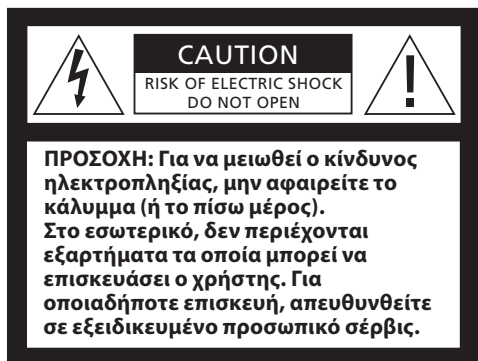 CAUTION
RISK OF ELECTRIC SHOCK
DO NOT OPEN
ΠΡΟΣΟΧΗ: Για να μειωθεί ο κίνδυνος
ηλεκτροπληξίας, μην αφαιρείτε το
κάλυμμα (ή το πίσω μέρος).
Στο εσωτερικό, δεν περιέχονται
εξαρτήματα τα οποία μπορεί να
επισκευάσει ο χρήστης. Για
οποιαδήποτε επισκευή, απευθυνθείτε
σε εξειδικευμένο προσωπικό σέρβις.